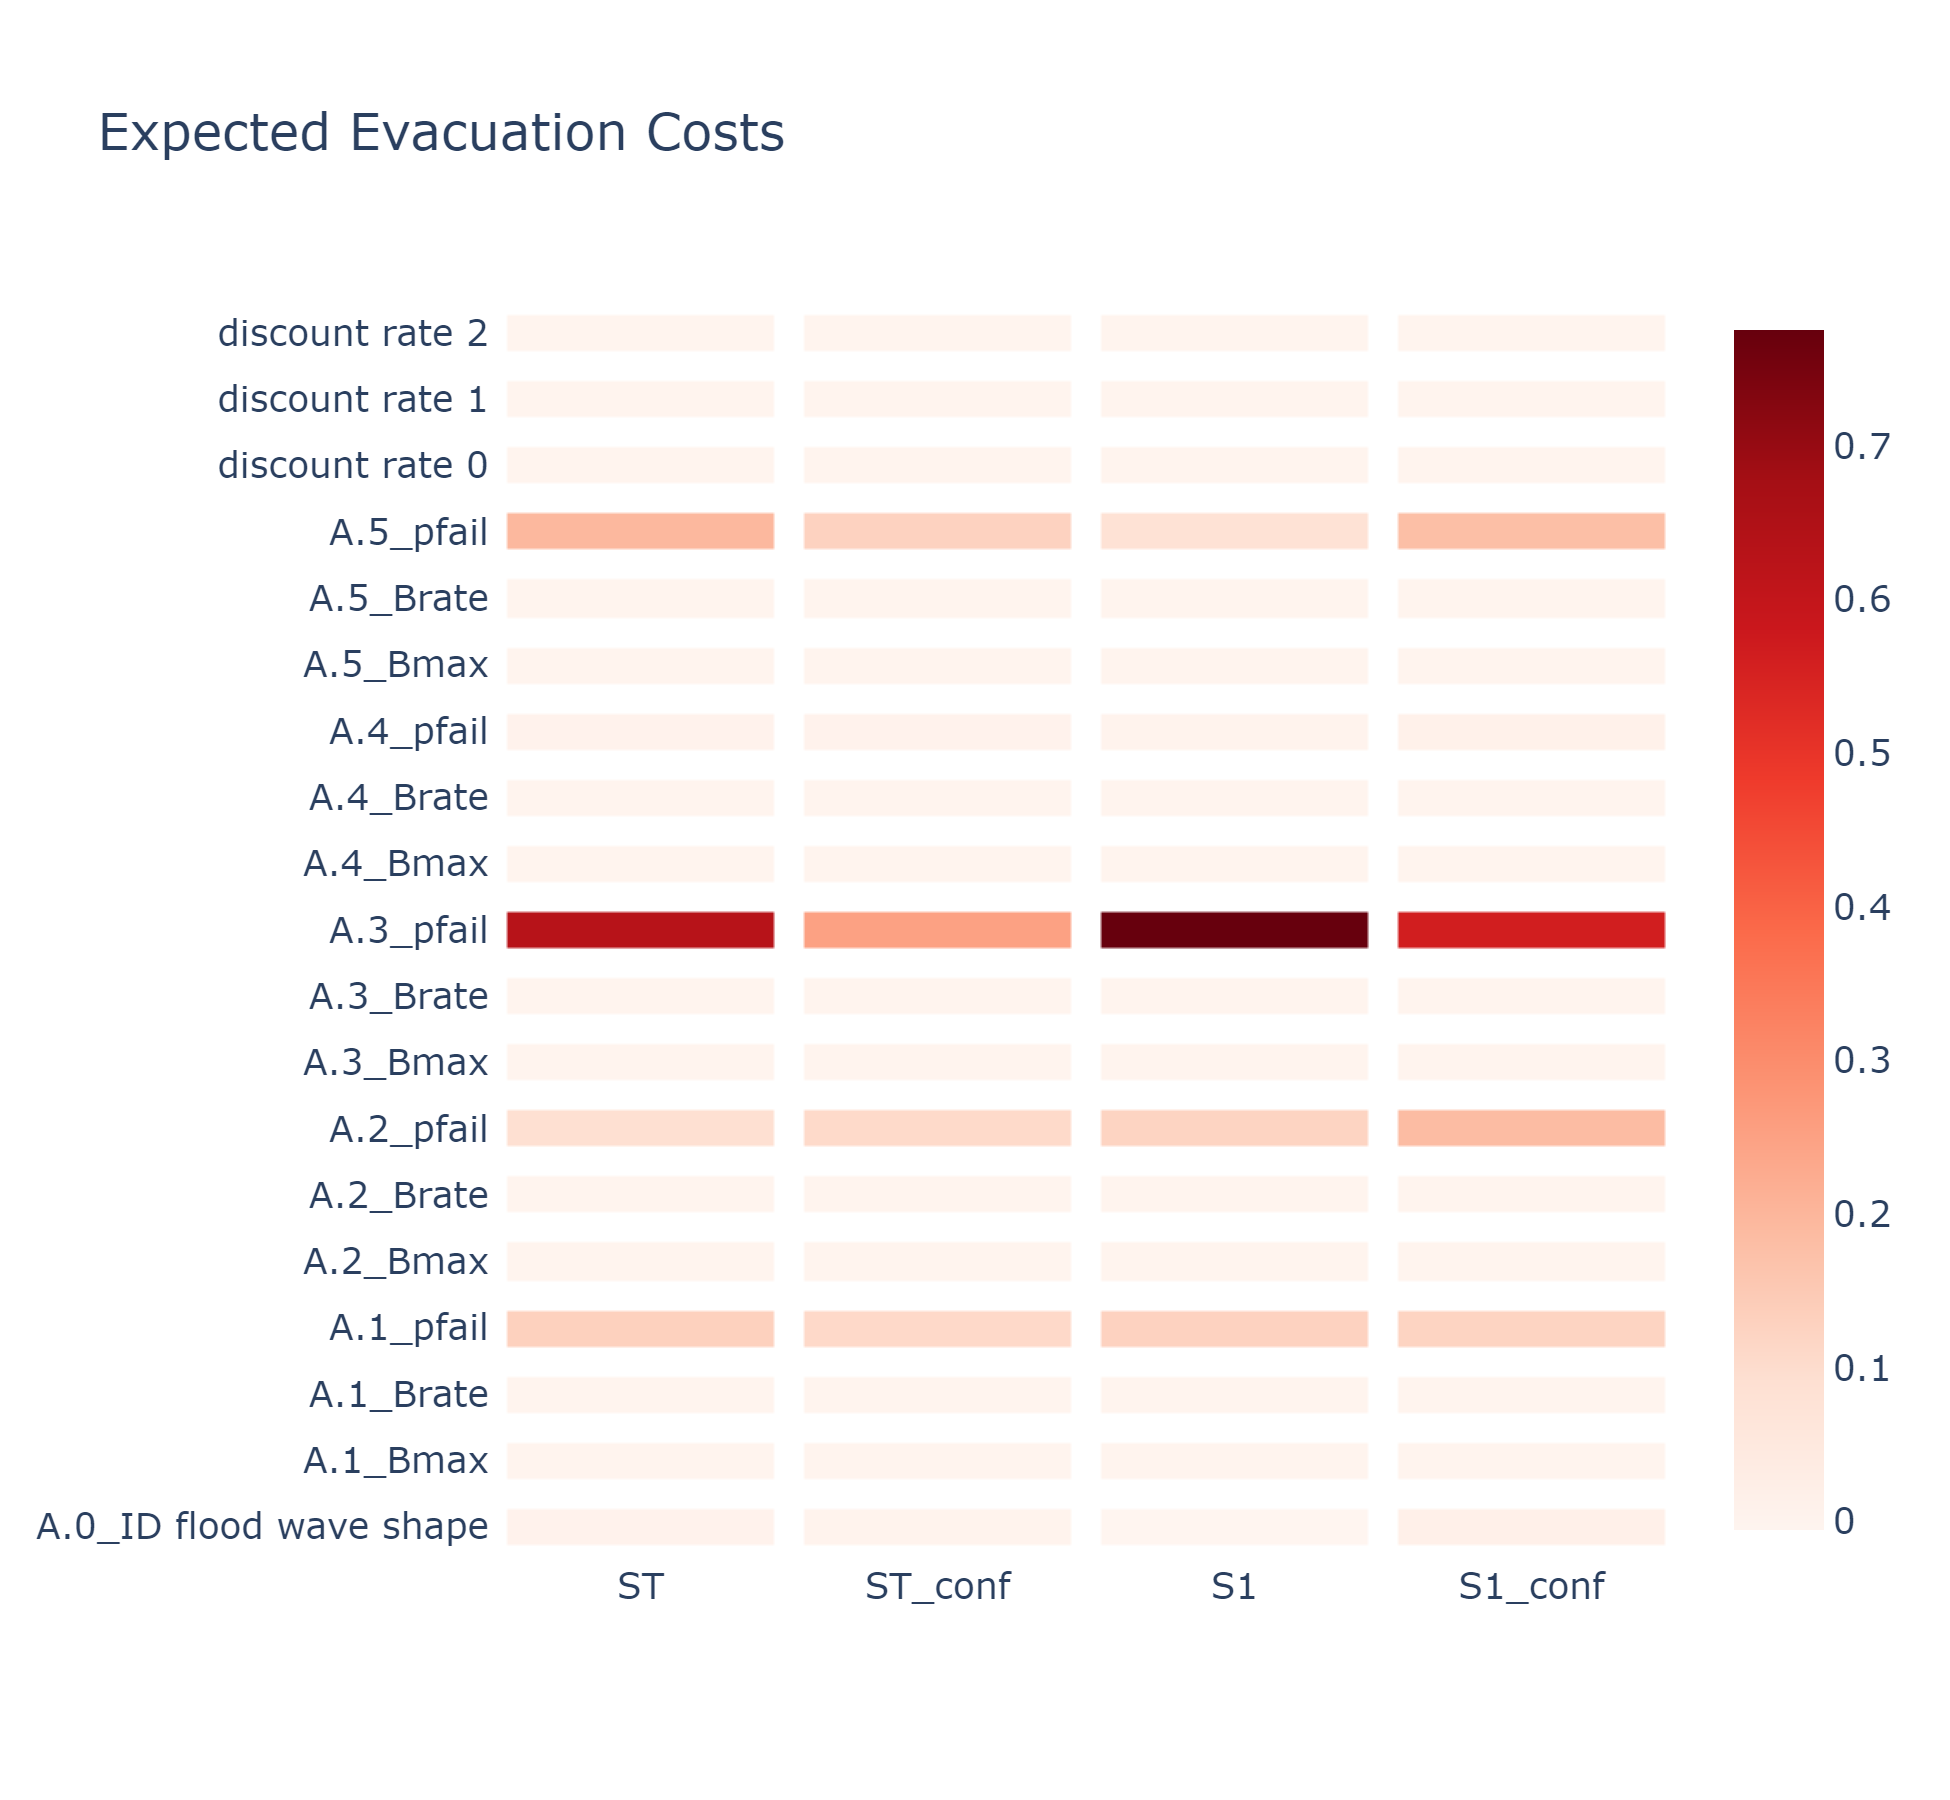 Expected Evacuation Costs
discount rate 2
discount rate 1
discount rate 0
A.5_pfail
A.5_Brate
A.5_Bmax
A.4_pfail
A.4_Brate
A.4_Bmax
A.3_pfail
A.3_Brate
A.3_Bmax
A.2_pfail
A.2_Brate
A.2_Bmax
A.1_pfail
A.1_Brate
A.1_Bmax
A.0_ID flood wave shape
ST ST_conf S1 S1_conf
0.7
0.6
0.5
0.4
0.3
0.2
0.1
0